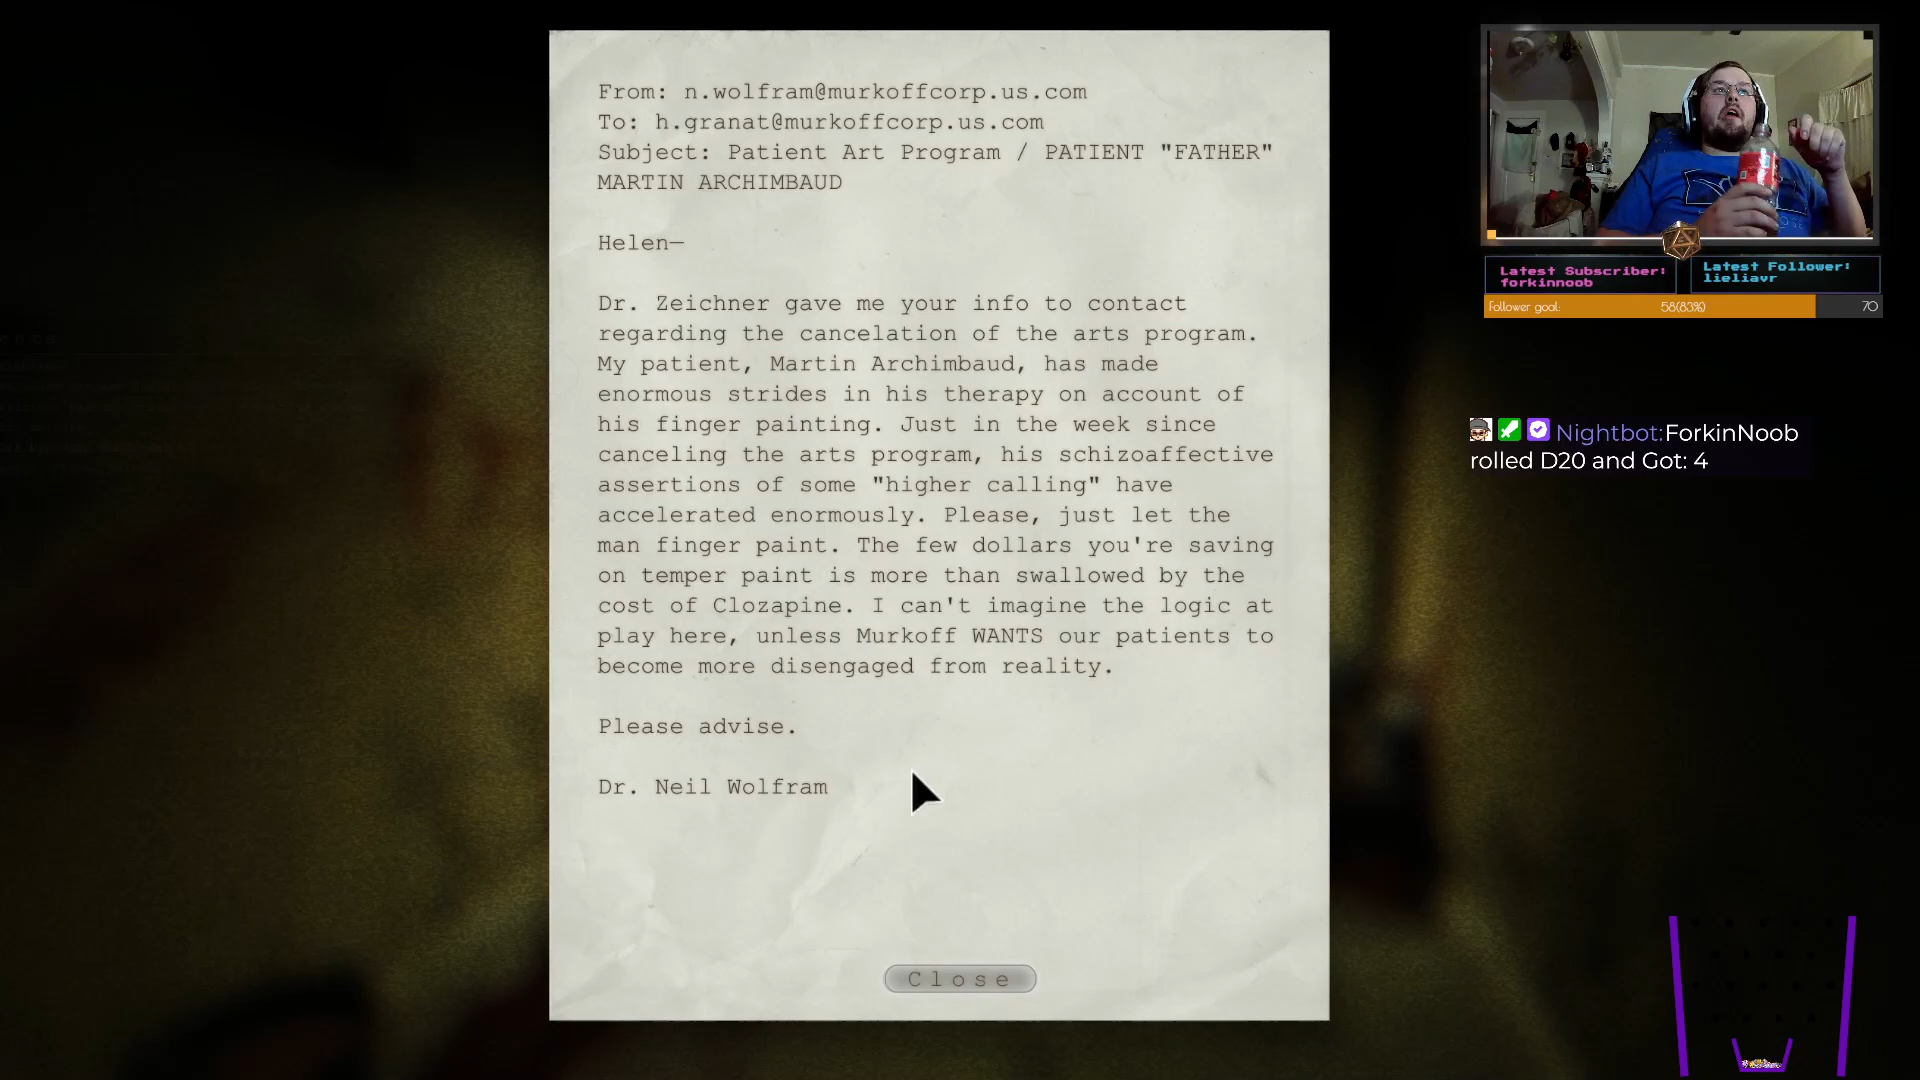 From: n.wolfram@murkoffcorp.us.com
To: h.granat@murkoffcorp.us.com
Subject: Patient Art Program / PATIENT "FATHER"
MARTIN ARCHIMBAUD
Helen—
Dr. Zeichner gave me your info to contact
regarding the cancelation of the arts program.
My patient, Martin Archimbaud, has made
enormous strides in his therapy on account of
his finger painting. Just in the week since
canceling the arts program, his schizoaffective
assertions of some "higher calling" have
accelerated enormously. Please, just let the
man finger paint. The few dollars you're saving
on temper paint is more than swallowed by the
cost of Clozapine. I can't imagine the logic at
play here, unless Murkoff WANTS our patients to
become more disengaged from reality.
Please advise.
Dr. Neil Wolfram
Close
Latest Subscriber:
forkinnoob
Latest Follower:
lieliavr
Follower goal: 58(83%) 70
Nightbot:ForkinNoob
rolled D20 and Got: 4